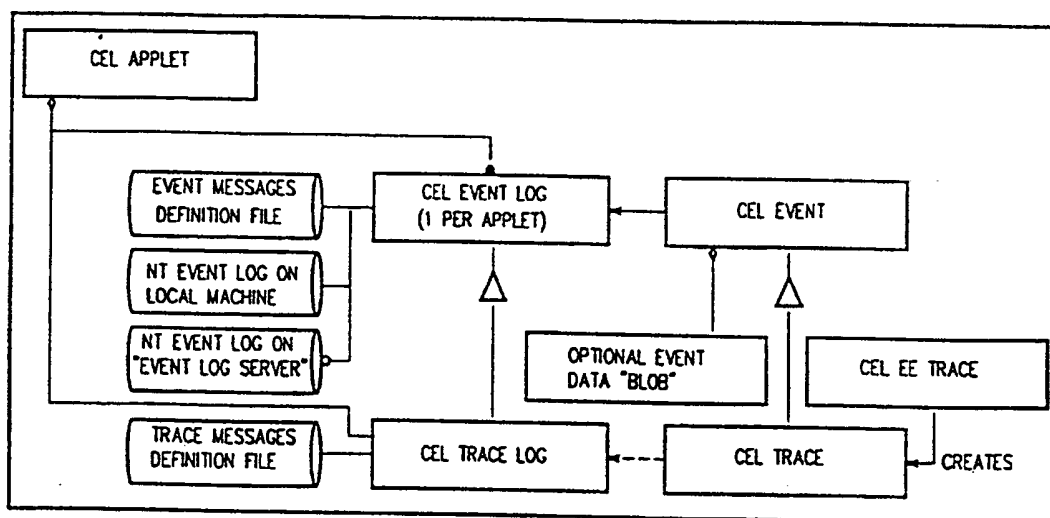 CEL APPLET
EVENT MESSAGES
DEFINITION FILE
CEL EVENT LOG
(1 PER APPLET)
CEL EVENT
NT EVENT LOG ON
LOCAL MACHINE
NT EVENT LOG ON
"EVENT LOG SERVER"
OPTIONAL EVENT
DATA "BLOB"
CEL EE TRACE
TRACE MESSAGES
DEFINITION FILE
CEL TRACE LOG
CEL TRACE
CREATES